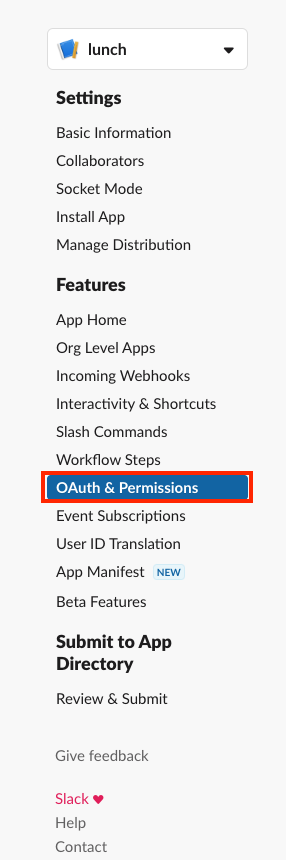 lunch
Settings
Basic Information
Collaborators
Socket Mode
Install App
Manage Distribution
Features
App Home
Org Level Apps
Incoming Webhooks
Interactivity & Shortcuts
Slash Commands
Workflow Steps
OAuth & Permissions
Event Subscriptions
User ID Translation
App Manifest NEW
Beta Features
Submit to App
Directory
Review & Submit
Give feedback
Slack ♥
Help
Contact